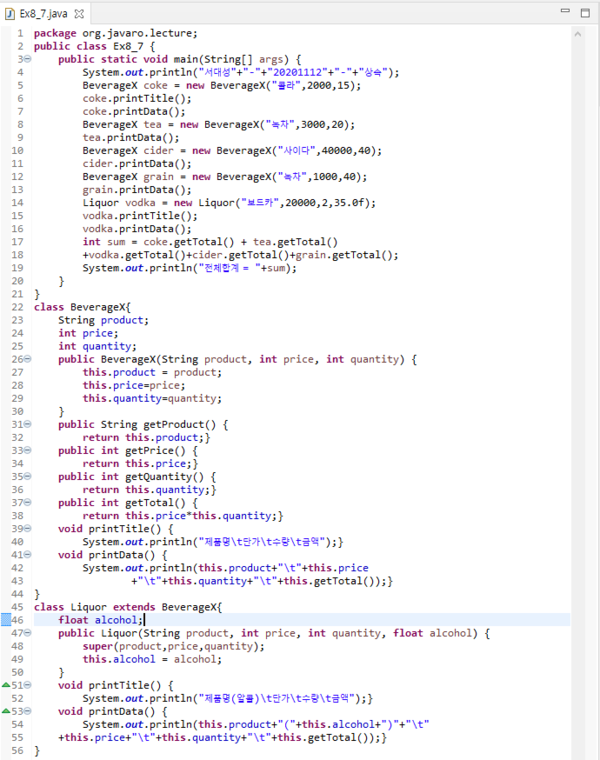 Ex8_7.java
1 package org.javaro.lecture;
2 public class Ex8_7 {
3 public static void main(String[] args) {
4 System.out.println("서대성"+"-"+"20201112"+"-"+"상속");
5 BeverageX coke = new BeverageX("콜라",2000,15);
6 coke.printTitle();
7 coke.printData();
8 BeverageX tea = new BeverageX("녹차",3000,20);
9 tea.printData();
10 BeverageX cider = new BeverageX("사이다",40000,40);
11 cider.printData();
12 BeverageX grain = new BeverageX("녹차",1000,40);
13 grain.printData();
14 Liquor vodka = new Liquor("보드카",20000,2,35.0f);
15 vodka.printTitle();
16 vodka.printData();
17 int sum = coke.getTotal() + tea.getTotal()
18 +vodka.getTotal()+cider.getTotal()+grain.getTotal();
19 System.out.println("전체합계 = "+sum);
20 }
21 }
22 class BeverageX{
23 String product;
24 int price;
25 int quantity;
26 public BeverageX(String product, int price, int quantity) {
27 this.product = product;
28 this.price=price;
29 this.quantity=quantity;
30 }
31 public String getProduct() {
32 return this.product;}
33 public int getPrice() {
34 return this.price;}
35 public int getQuantity() {
36 return this.quantity;}
37 public int getTotal() {
38 return this.price*this.quantity;}
39 void printTitle() {
40 System.out.println("제품명\t단가\t수량\t금액");}
41 void printData() {
42 System.out.println(this.product+"\t"+this.price
43 +"\t"+this.quantity+"\t"+this.getTotal());}
44 }
45 class Liquor extends BeverageX{
46 float alcohol;
47 public Liquor(String product, int price, int quantity, float alcohol) {
48 super(product,price,quantity);
49 this.alcohol = alcohol;
50 }
51 void printTitle() {
52 System.out.println("제품명(알콜)\t단가\t수량\t금액");}
53 void printData() {
54 System.out.println(this.product+"("+this.alcohol+")"+"\t"
55 +this.price+"\t"+this.quantity+"\t"+this.getTotal());}
56 }